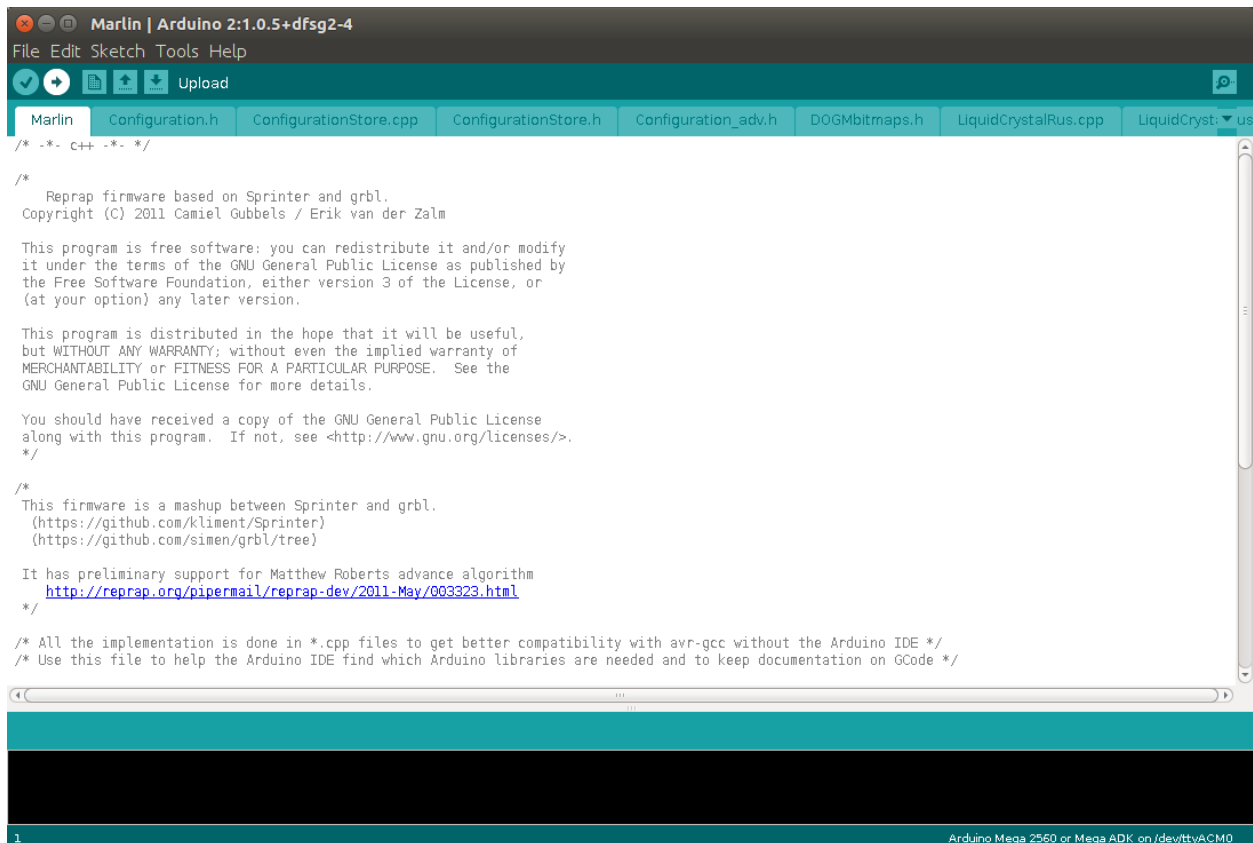 Marlin | Arduino 2:1.0.5+dfsg2-4
File Edit Sketch Tools Help
Upload
Marlin Configuration.h ConfigurationStore.cpp ConfigurationStore.h Configuration_adv.h DOGMbitmaps.h LiquidCrystalRus.cpp LiquidCryst us
/* -*- c++ -*- */
/*
Reprap firmware based on Sprinter and grbl.
Copyright (C) 2011 Camiel Gubbels / Erik van der Zalm
This program is free software: you can redistribute it and/or modify
it under the terms of the GNU General Public License as published by
the Free Software Foundation, either version 3 of the License, or
(at your option) any later version.
This program is distributed in the hope that it will be useful,
but WITHOUT ANY WARRANTY; without even the implied warranty of
MERCHANTABILITY or FITNESS FOR A PARTICULAR PURPOSE.  See the
GNU General Public License for more details.
You should have received a copy of the GNU General Public License
along with this program.  If not, see <http://www.gnu.org/licenses/>.
*/
/*
This firmware is a mashup between Sprinter and grbl.
(https://github.com/kliment/Sprinter)
(https://github.com/simen/grbl/tree)
It has preliminary support for Matthew Roberts advance algorithm
http://reprap.org/pipermail/reprap-dev/2011-May/003323.html
*/
/* All the implementation is done in *.cpp files to get better compatibility with avr-gcc without the Arduino IDE */
/* Use this file to help the Arduino IDE find which Arduino libraries are needed and to keep documentation on GCode */
1 Arduino Mega 2560 or Mega ADK on /dev/ttyACM0